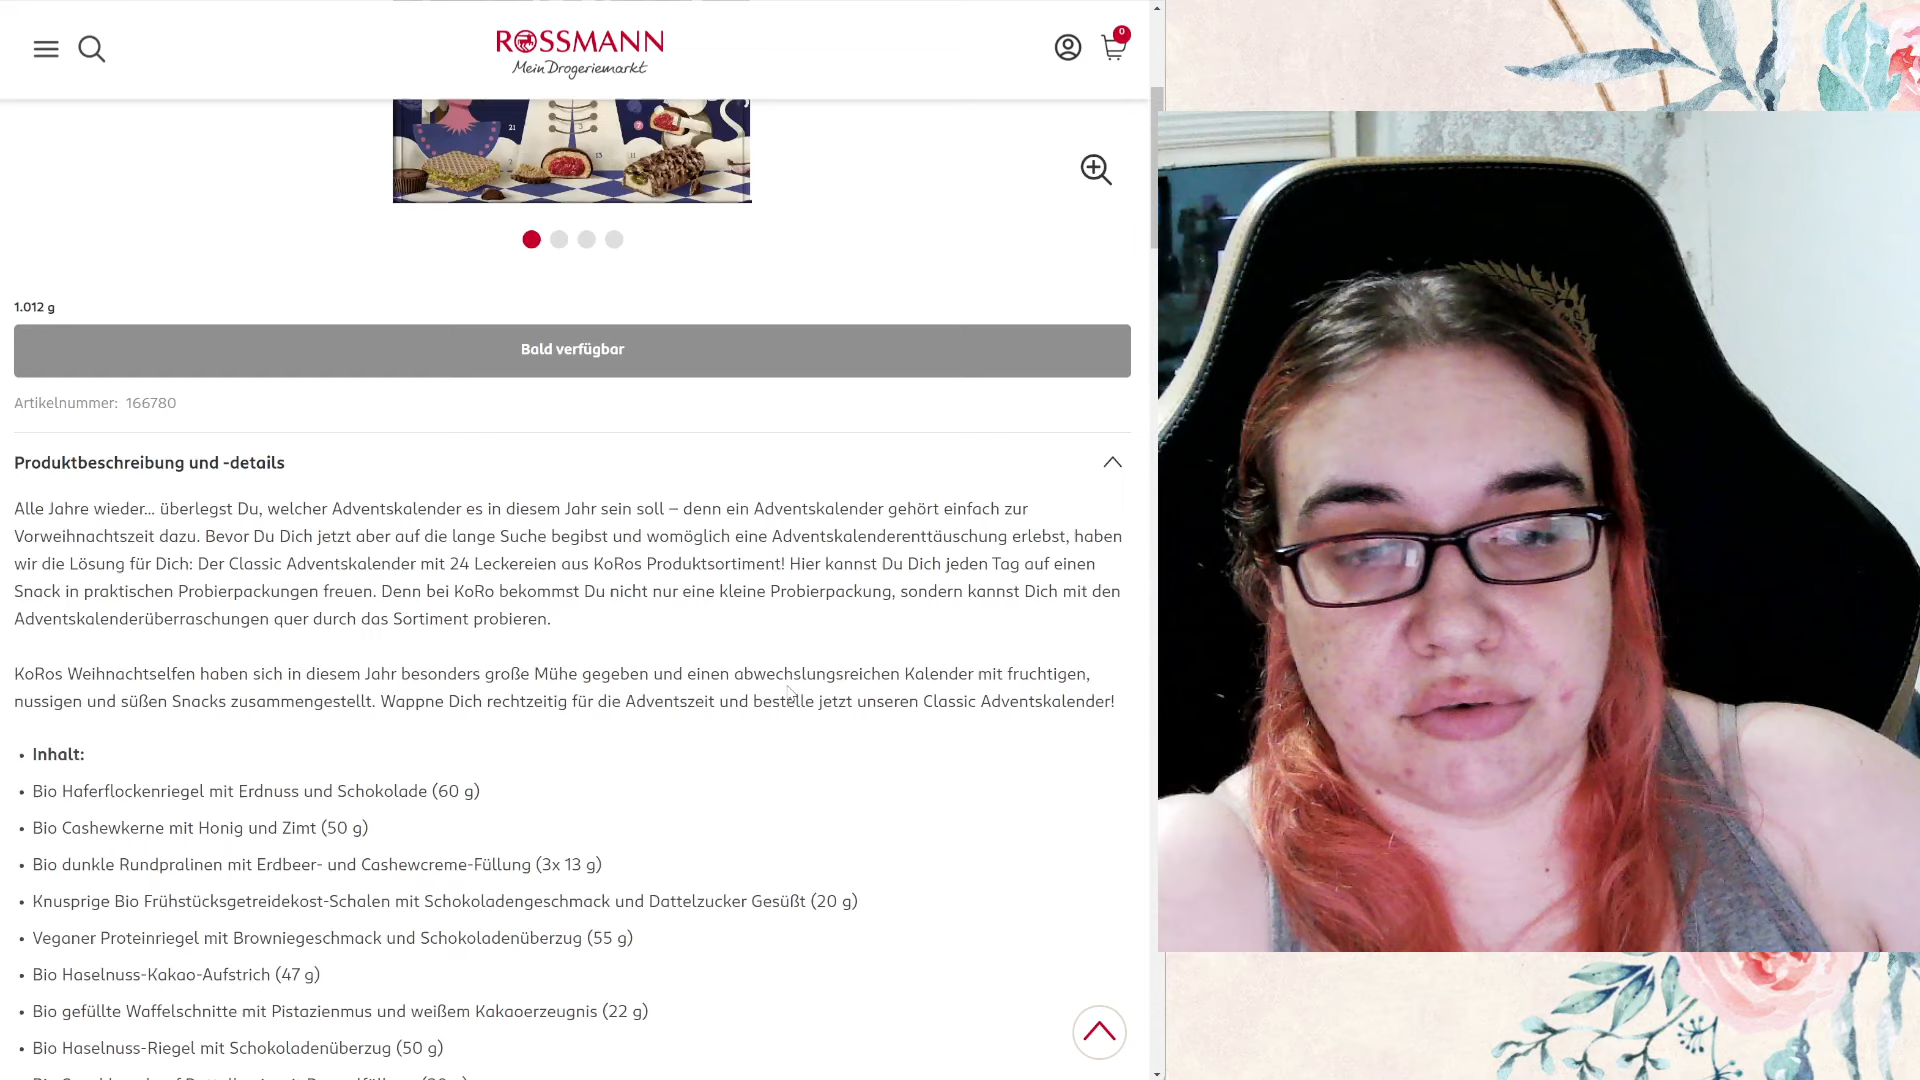 0
ROSSMANN
Mein Drogeriemarkt
21
3
2
13
11
1.012 g
Bald verfügbar
Artikelnummer: 166780
Produktbeschreibung und -details
Alle Jahre wieder... überlegst Du, welcher Adventskalender es in diesem Jahr sein soll – denn ein Adventskalender gehört einfach zur
Vorweihnachtszeit dazu. Bevor Du Dich jetzt aber auf die lange Suche begibst und womöglich eine Adventskalenderenttäuschung erlebst, haben
wir die Lösung für Dich: Der Classic Adventskalender mit 24 Leckereien aus KoRos Produktsortiment! Hier kannst Du Dich jeden Tag auf einen
Snack in praktischen Probierpackungen freuen. Denn bei KoRo bekommst Du nicht nur eine kleine Probierpackung, sondern kannst Dich mit den
Adventskalenderüberraschungen quer durch das Sortiment probieren.
KoRos Weihnachtselfen haben sich in diesem Jahr besonders große Mühe gegeben und einen abwechslungsreichen Kalender mit fruchtigen,
nussigen und süßen Snacks zusammengestellt. Wappne Dich rechtzeitig für die Adventszeit und bestelle jetzt unseren Classic Adventskalender!
• Inhalt:
• Bio Haferflockenriegel mit Erdnuss und Schokolade (60 g)
• Bio Cashewkerne mit Honig und Zimt (50 g)
• Bio dunkle Rundpralinen mit Erdbeer- und Cashewcreme-Füllung (3x 13 g)
• Knusprige Bio Frühstücksgetreidekost-Schalen mit Schokoladengeschmack und Dattelzucker Gesüßt (20 g)
• Veganer Proteinriegel mit Browniegeschmack und Schokoladenüberzug (55 g)
• Bio Haselnuss-Kakao-Aufstrich (47 g)
• Bio gefüllte Waffelschnitte mit Pistazienmus und weißem Kakaoerzeugnis (22 g)
• Bio Haselnuss-Riegel mit Schokoladenüberzug (50 g)